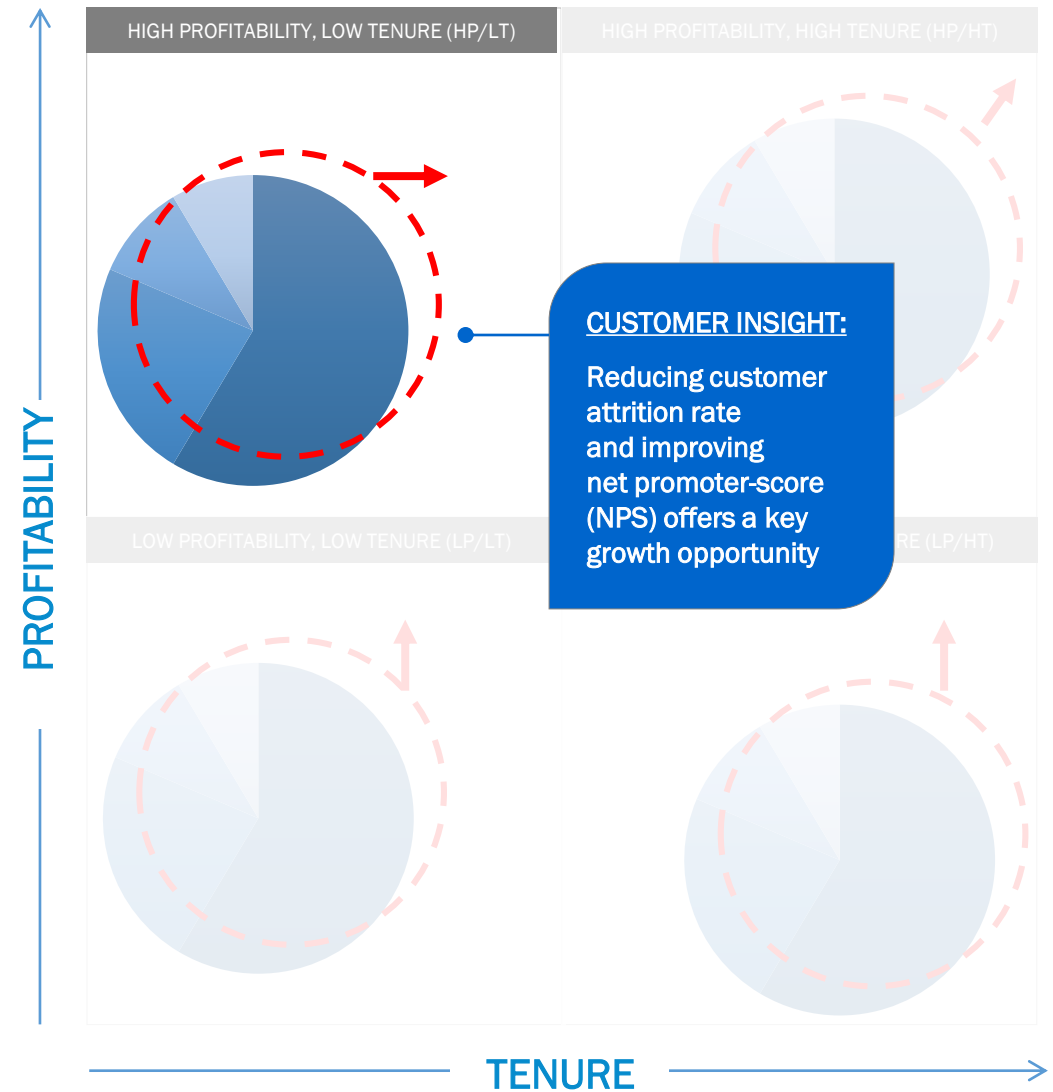 HIGH PROFITABILITY, LOW TENURE (HP/LT)
HIGH PROFITABILITY, HIGH TENURE (HP/HT)
CUSTOMER INSIGHT:
Reducing customer
attrition rate
and improving
net promoter-score
(NPS) offers a key
growth opportunity
LOW PROFITABILITY, LOW TENURE (LP/LT)
(LP/HT)
PROFITABILITY
TENURE